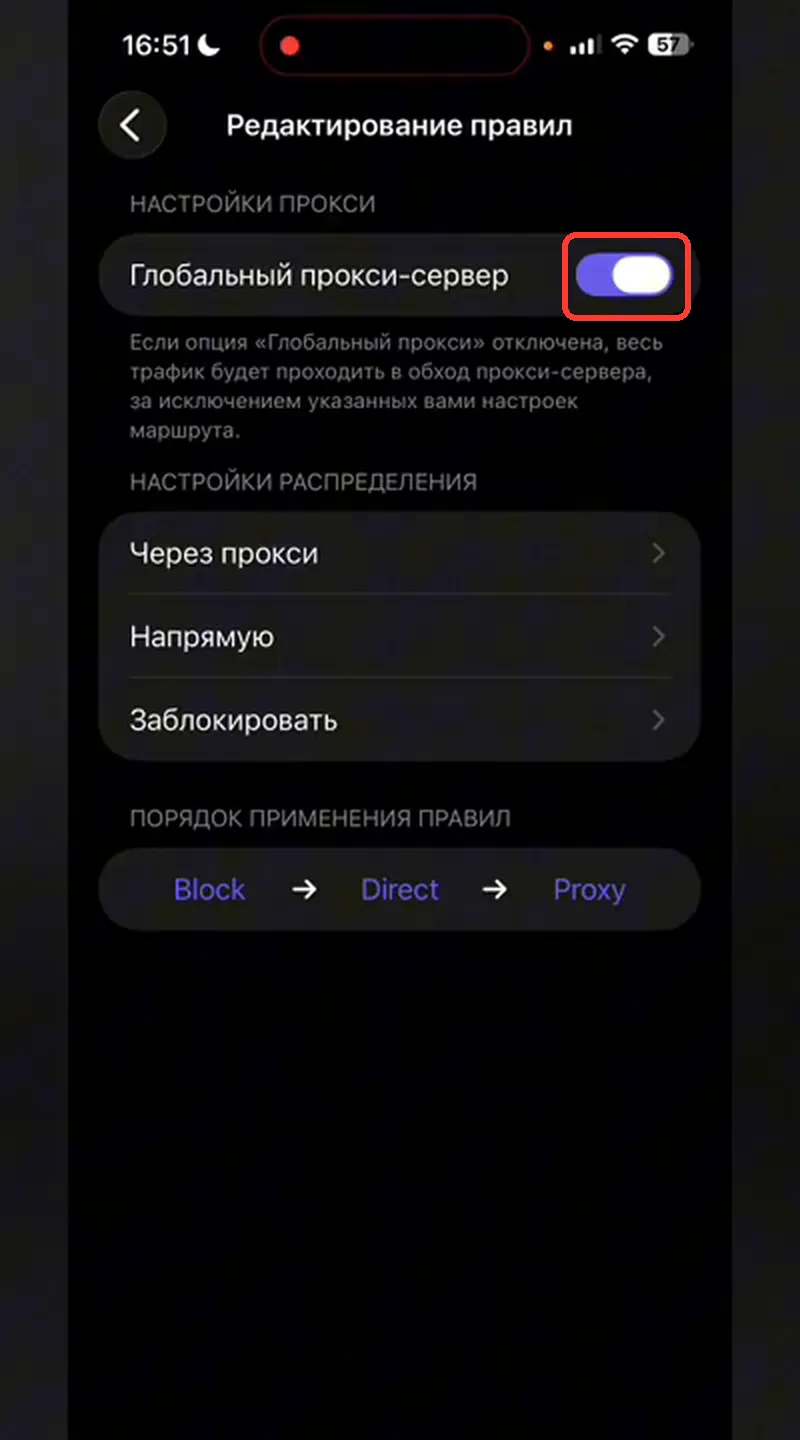 16:51
57
Редактирование правил
НАСТРОЙКИ ПРОКСИ
Глобальный прокси-сервер
Если опция «Глобальный прокси» отключена, весь
трафик будет проходить в обход прокси-сервера,
за исключением указанных вами настроек
маршрута.
НАСТРОЙКИ РАСПРЕДЕЛЕНИЯ
Через прокси
Напрямую
Заблокировать
ПОРЯДОК ПРИМЕНЕНИЯ ПРАВИЛ
Block → Direct → Proxy